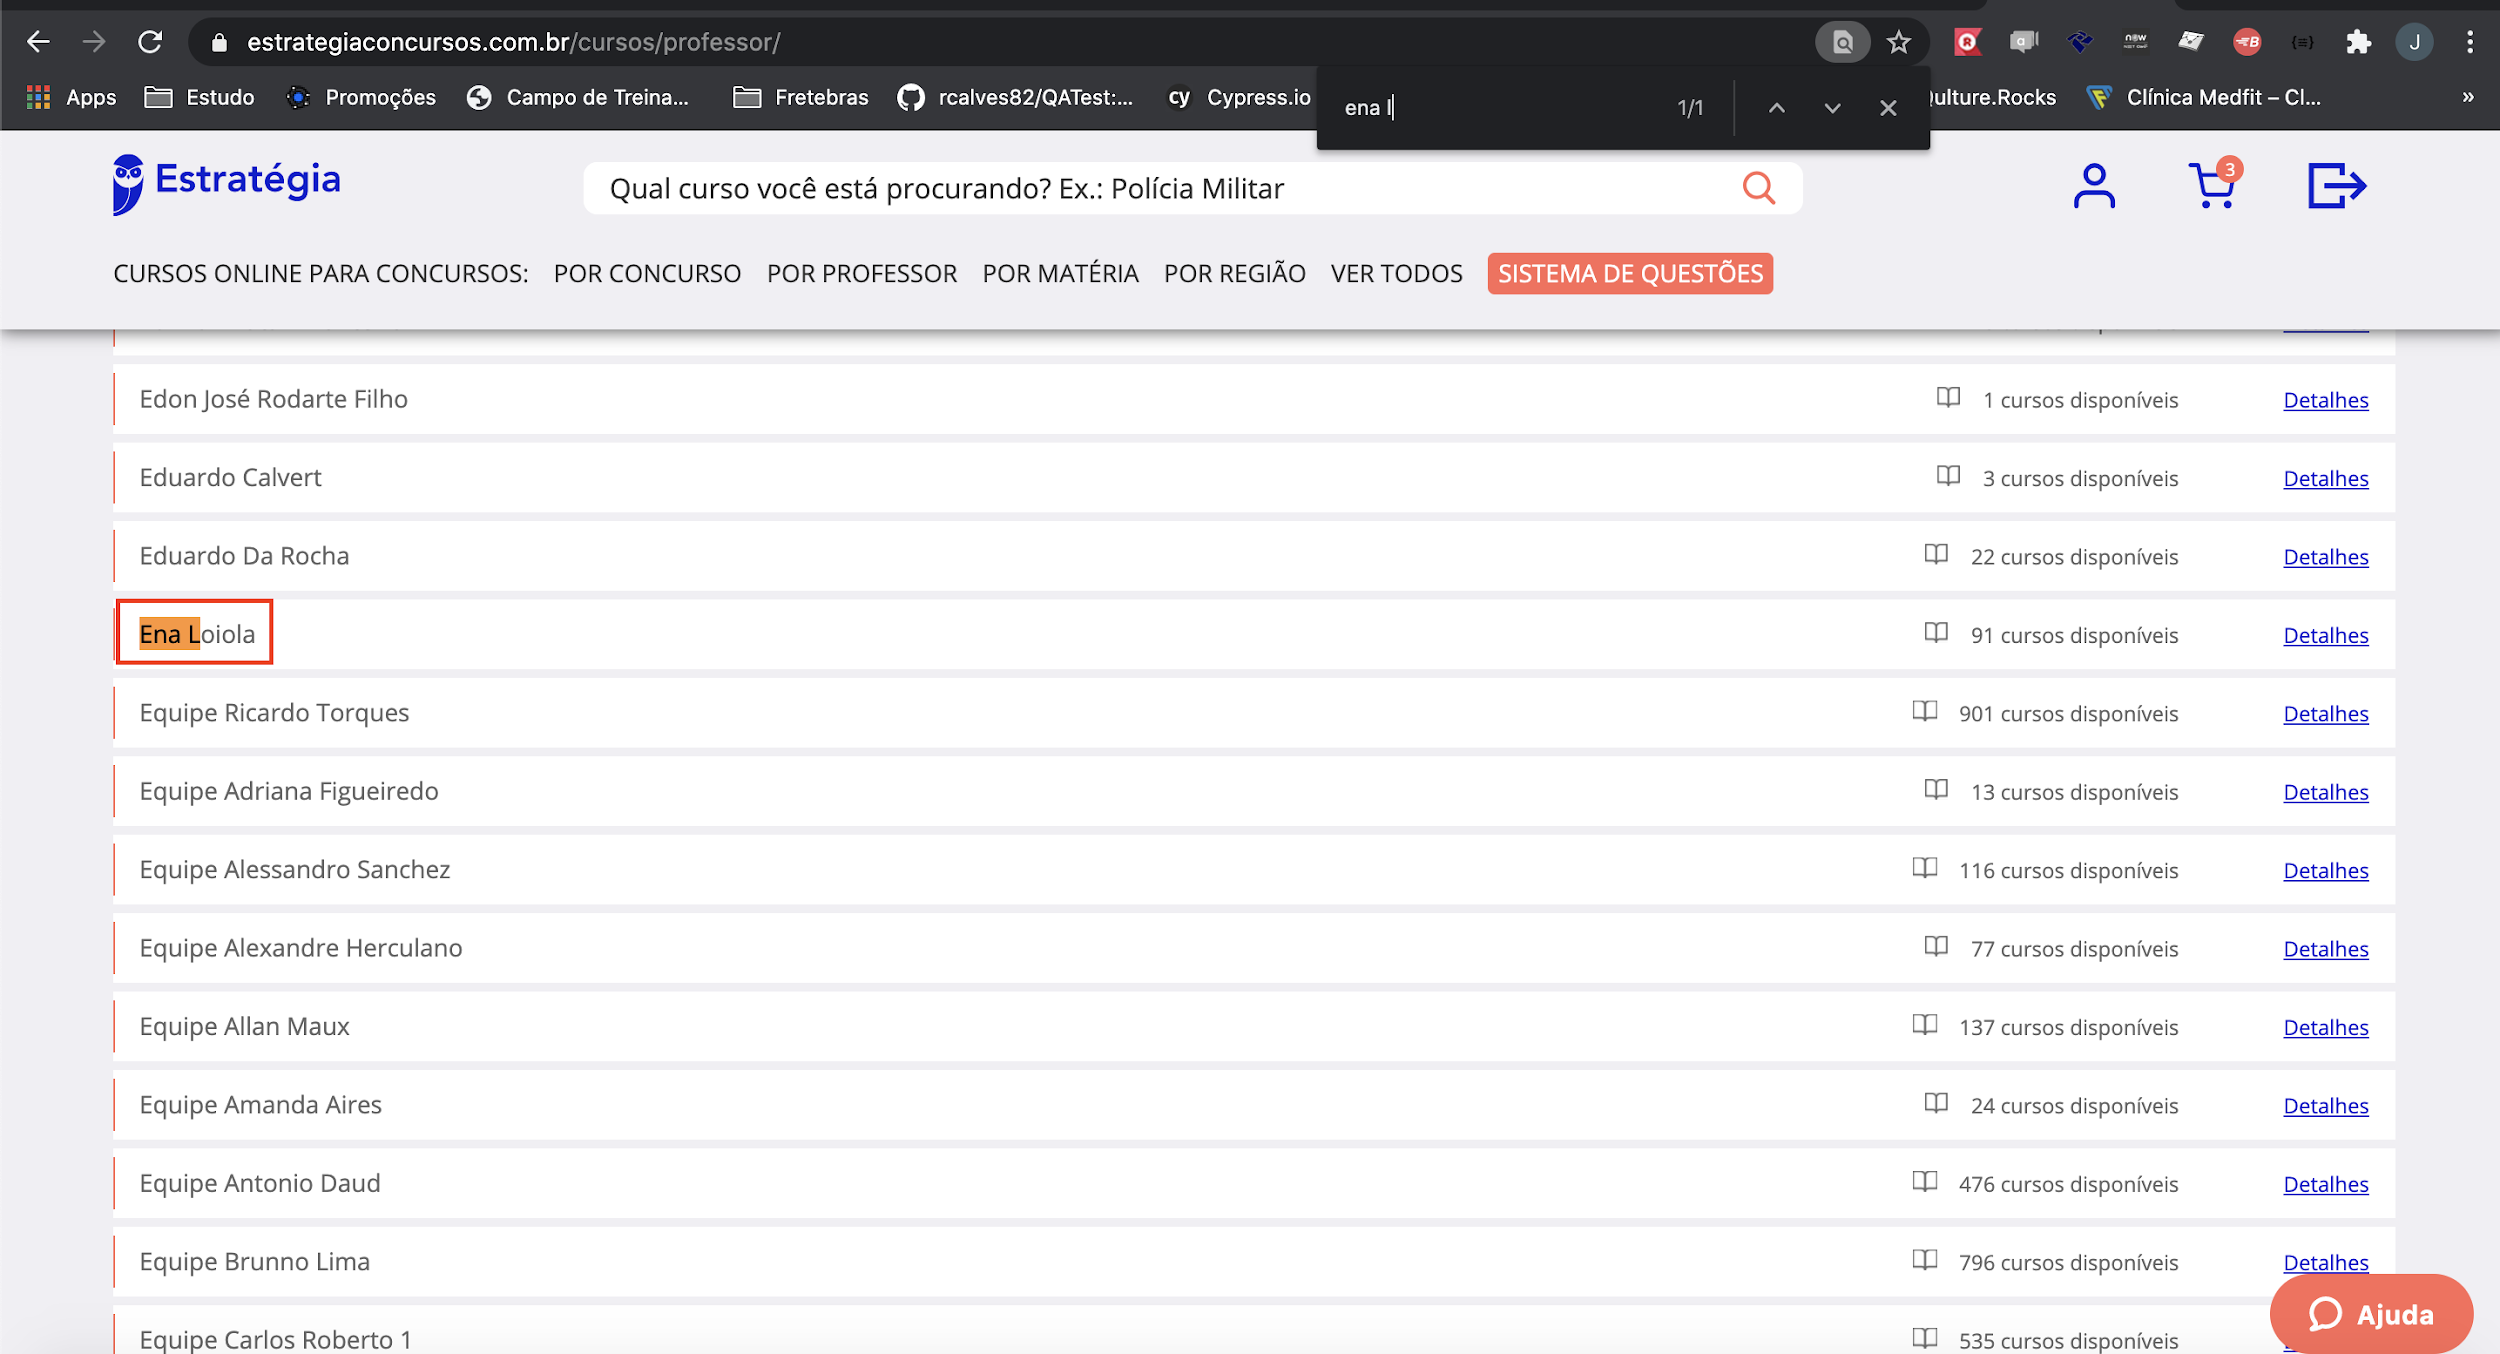 estrategiaconcursos.com.br/cursos/professor/
Apps
Estudo
Promoções
Campo de Treina...
Fretebras
rcalves82/QATest:...
cy Cypress.io
ulture.Rocks
Clínica Medfit – Cl...
»
ena l
1/1
J
Estratégia
Qual curso você está procurando? Ex.: Polícia Militar
3
CURSOS ONLINE PARA CONCURSOS: POR CONCURSO POR PROFESSOR POR MATÉRIA POR REGIÃO VER TODOS SISTEMA DE QUESTÕES
Edon José Rodarte Filho 1 cursos disponíveis Detalhes
Eduardo Calvert 3 cursos disponíveis Detalhes
Eduardo Da Rocha 22 cursos disponíveis Detalhes
Ena Loiola 91 cursos disponíveis Detalhes
Equipe Ricardo Torques 901 cursos disponíveis Detalhes
Equipe Adriana Figueiredo 13 cursos disponíveis Detalhes
Equipe Alessandro Sanchez 116 cursos disponíveis Detalhes
Equipe Alexandre Herculano 77 cursos disponíveis Detalhes
Equipe Allan Maux 137 cursos disponíveis Detalhes
Equipe Amanda Aires 24 cursos disponíveis Detalhes
Equipe Antonio Daud 476 cursos disponíveis Detalhes
Equipe Brunno Lima 796 cursos disponíveis Detalhes
Equipe Carlos Roberto 1 535 cursos disponíveis
Ajuda